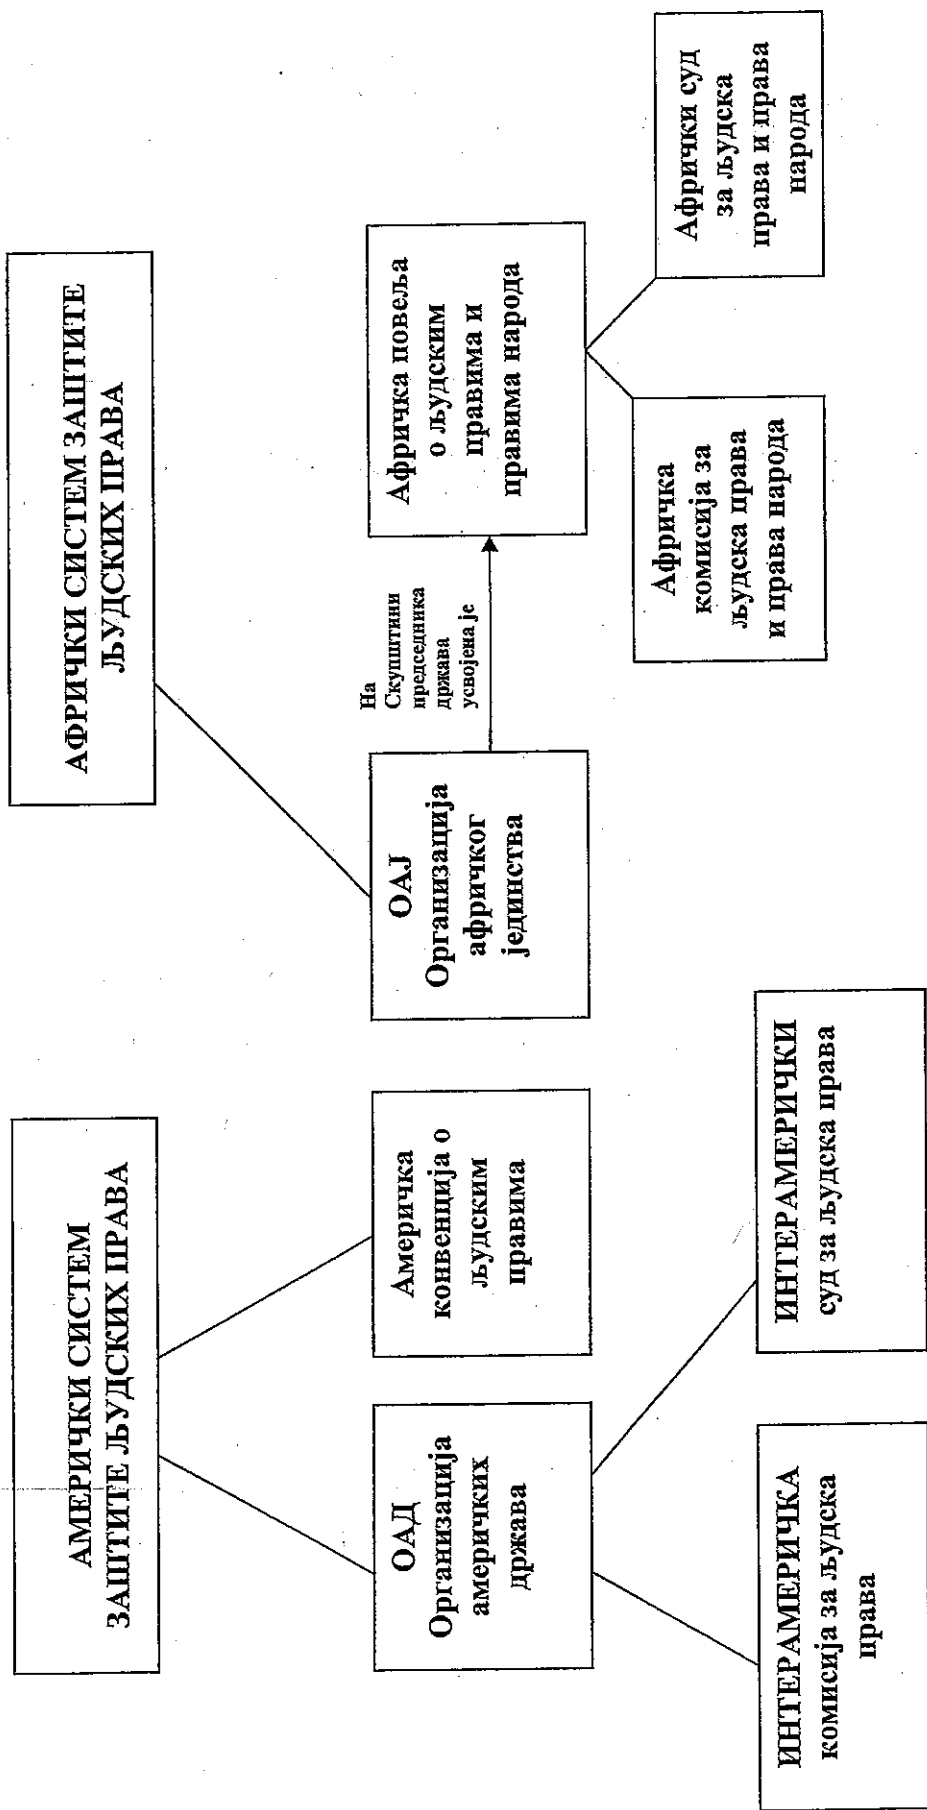 АМЕРИЧКИ СИСТЕМ
ЗАШТИТЕ ЉУДСКИХ ПРАВА
ОАД
Организација
америчких
држава
Америчка
конвенција о
људским
правима
ИНТЕРАМЕРИЧКА
комисија за људска
права
ИНТЕРАМЕРИЧКИ
суд за људска права
АФРИЧКИ СИСТЕМ ЗАШТИТЕ
ЉУДСКИХ ПРАВА
ОАЈ
Организација
афричког
јединства
На
Скупштини
председника
држава
усвојена је
Афричка повеља
о људским
правима и
правима народа
Афричка
комисија за
људска права
и права народа
Афрички суд
за људска
права и права
народа